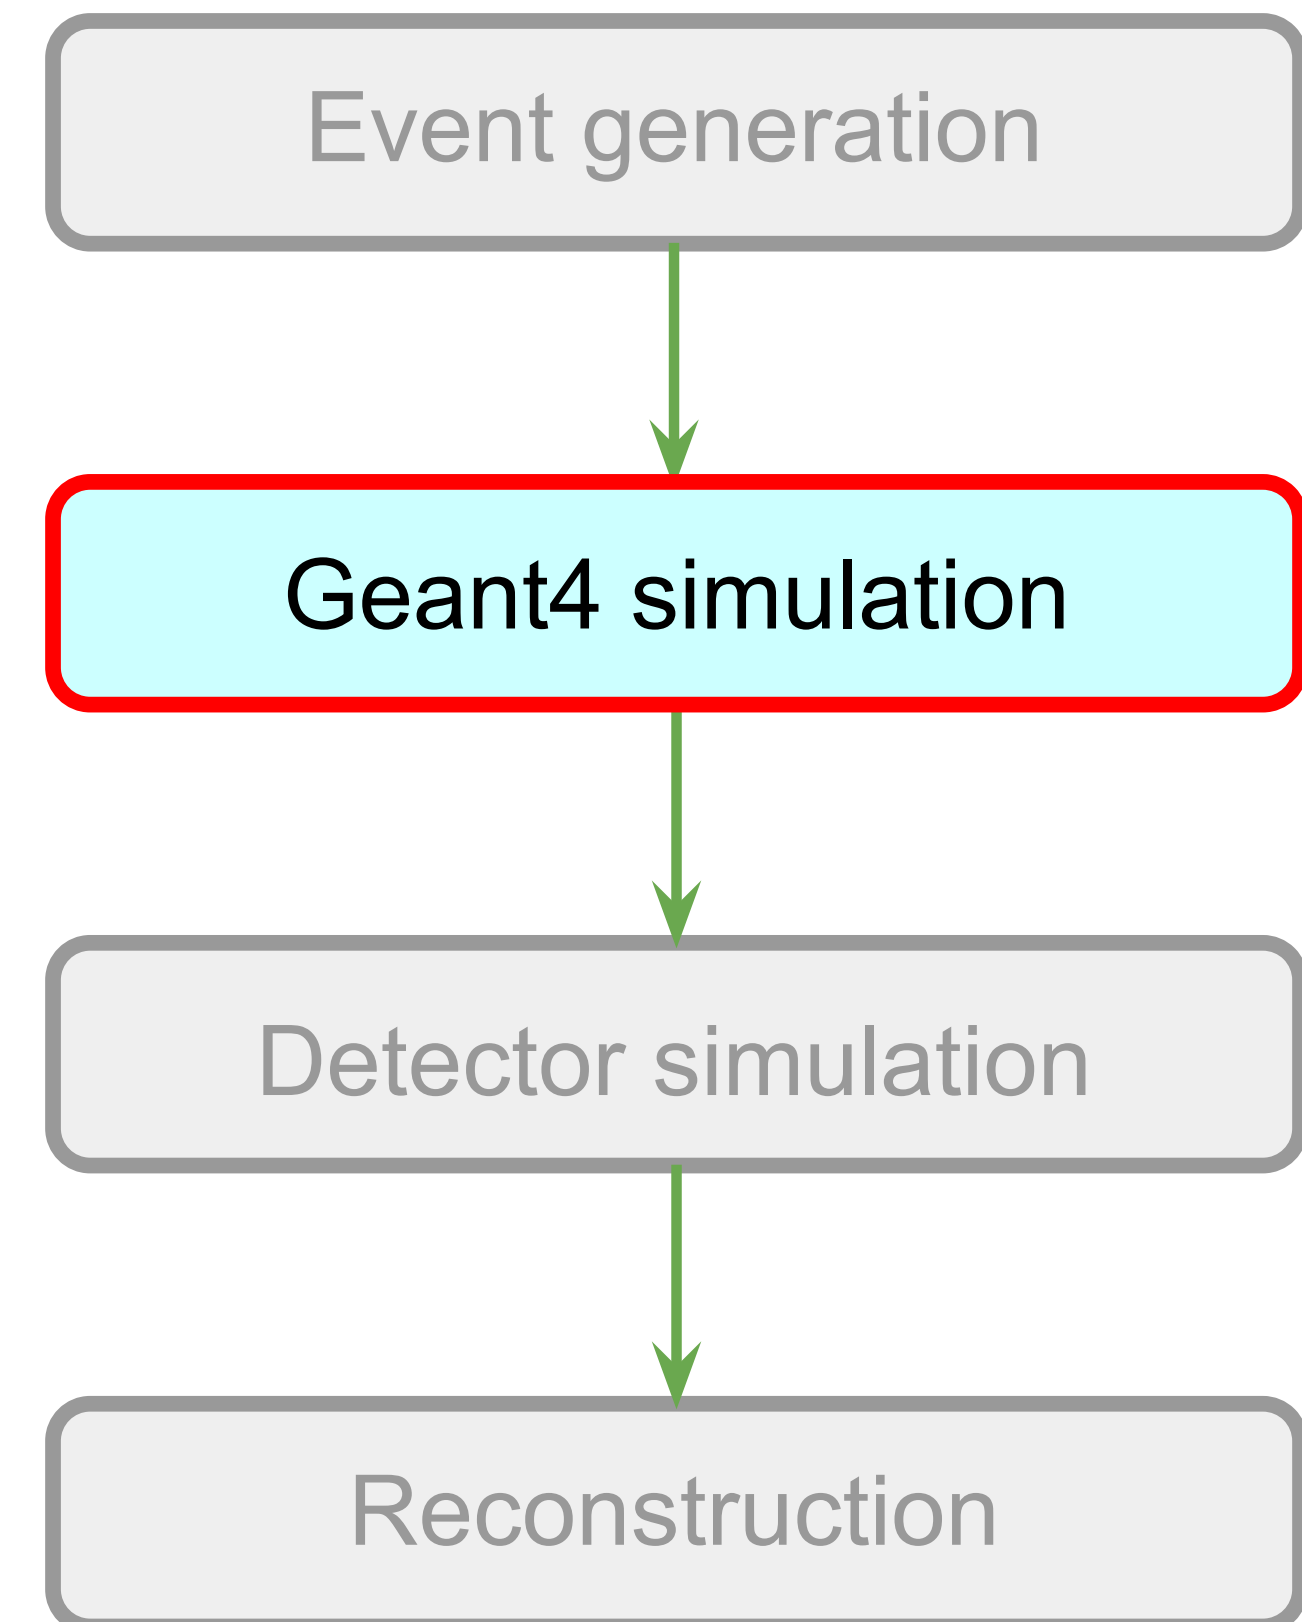 Event generation
Geant4 simulation
Detector simulation
Reconstruction